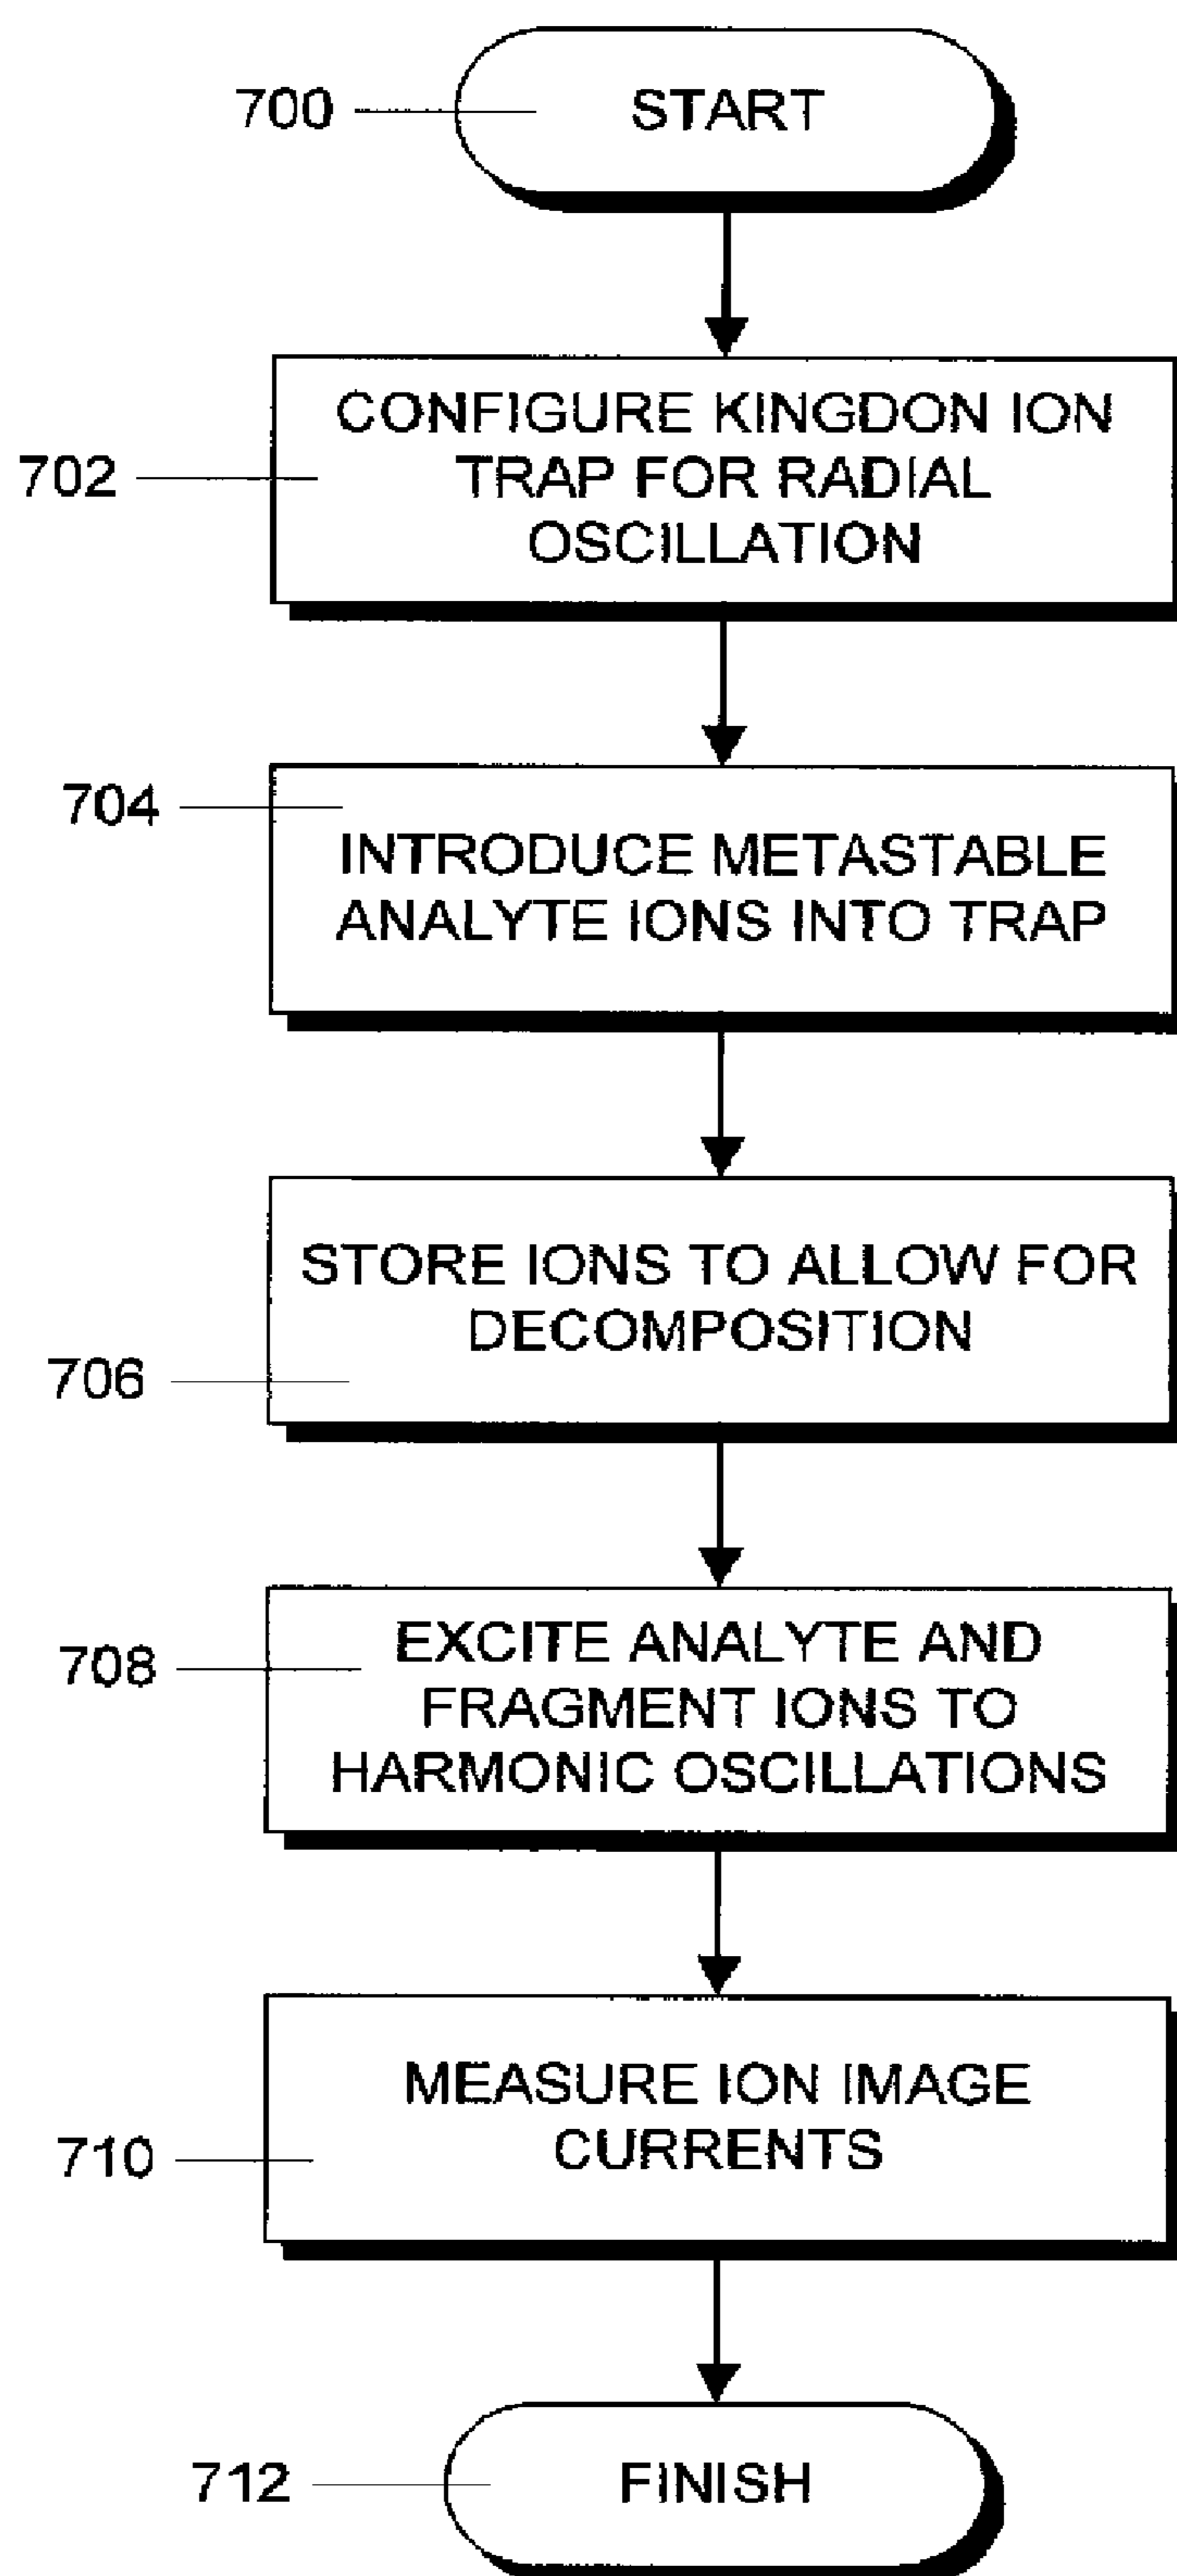 700
START
702
CONFIGURE KINGDON ION
TRAP FOR RADIAL
OSCILLATION
704
INTRODUCE METASTABLE
ANALYTE IONS INTO TRAP
STORE IONS TO ALLOW FOR
DECOMPOSITION
706
708
EXCITE ANALYTE AND
FRAGMENT IONS TO
HARMONIC OSCILLATIONS
MEASURE ION IMAGE
CURRENTS
710
712
FINISH